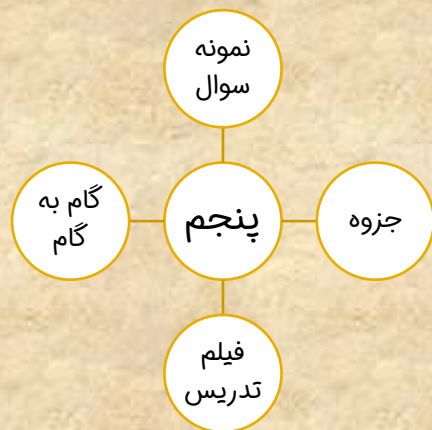 نمونه
سوال
جزوه
پنجم
گام به
گام
فیلم
تدریس